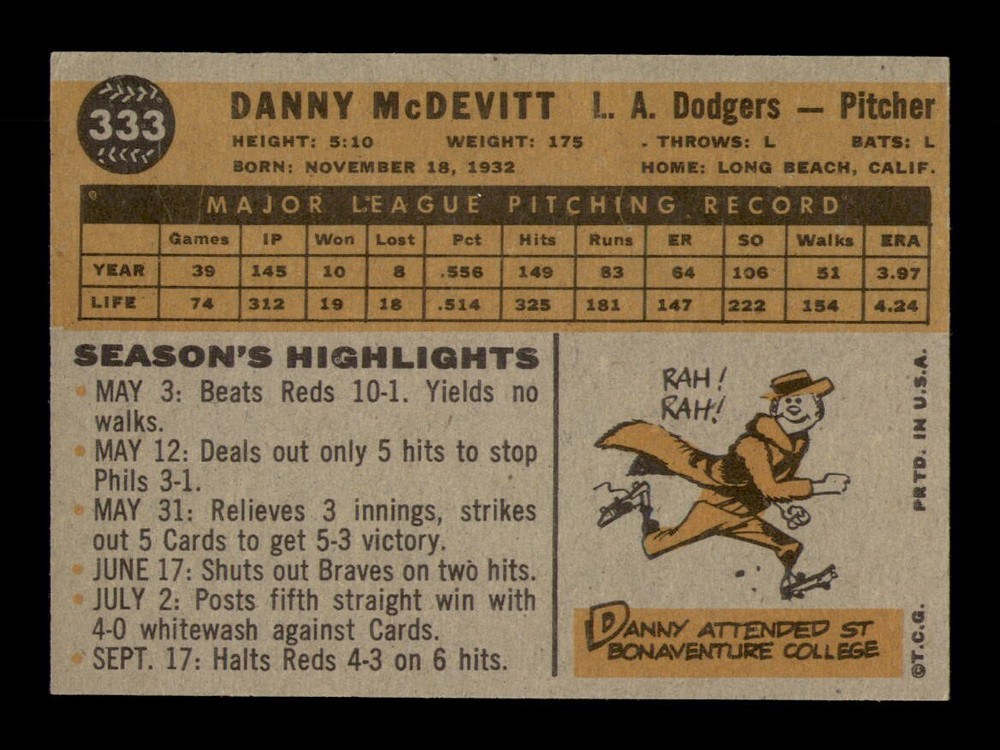 333
DANNY McDEVITT L. A. Dodgers — Pitcher
HEIGHT: 5:10 WEIGHT: 175 THROWS: L BATS: L
BORN: NOVEMBER 18, 1932 HOME: LONG BEACH, CALIF.
MAJOR LEAGUE PITCHING RECORD
Games IP Won Lost Pct Hits Runs ER SO Walks ERA
YEAR 39 145 10 8 .556 149 83 64 106 51 3.97
LIFE 74 312 19 18 .514 325 181 147 222 154 4.24
SEASON'S HIGHLIGHTS
• MAY 3: Beats Reds 10-1. Yields no
walks.
• MAY 12: Deals out only 5 hits to stop
Phils 3-1.
• MAY 31: Relieves 3 innings, strikes
out 5 Cards to get 5-3 victory.
• JUNE 17: Shuts out Braves on two hits.
• JULY 2: Posts fifth straight win with
4-0 whitewash against Cards.
• SEPT. 17: Halts Reds 4-3 on 6 hits.
RAH!
RAH!
DANNY ATTENDED ST
BONAVENTURE COLLEGE
©T.C.G. PRTD. IN U.S.A.